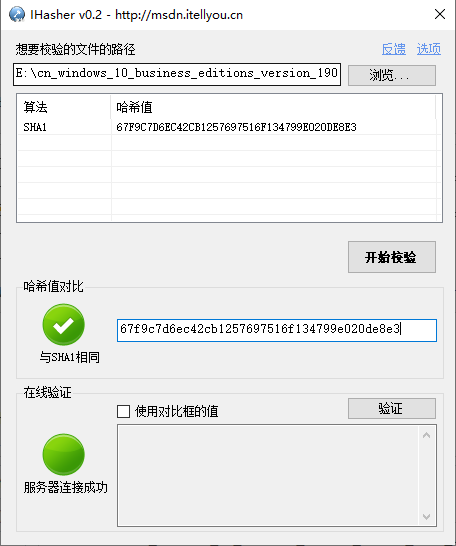 IHasher v0.2 - http://msdn.itellyou.cn
想要校验的文件的路径 反馈 选项
E:\cn_windows_10_business_editions_version_190 浏览...
算法 哈希值
SHA1 67F9C7D6EC42CB1257697516F134799E020DE8E3
开始校验
哈希值对比
67f9c7d6ec42cb1257697516f134799e020de8e3
与SHA1相同
在线验证
使用对比框的值 验证
服务器连接成功